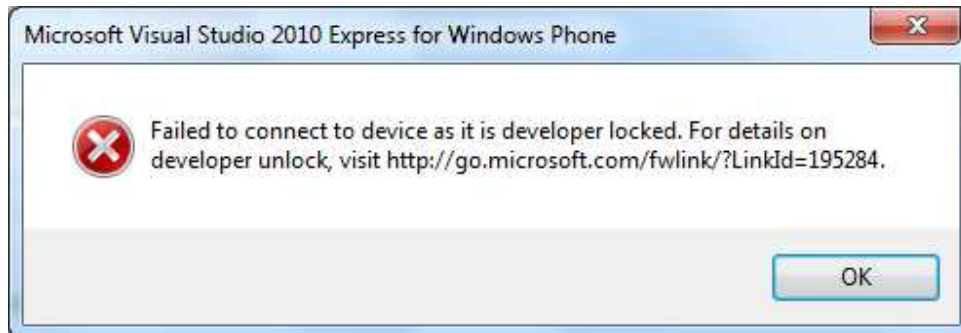 Microsoft Visual Studio 2010 Express for Windows Phone
Failed to connect to device as it is developer locked. For details on
developer unlock, visit http://go.microsoft.com/fwlink/?LinkId=195284.
OK